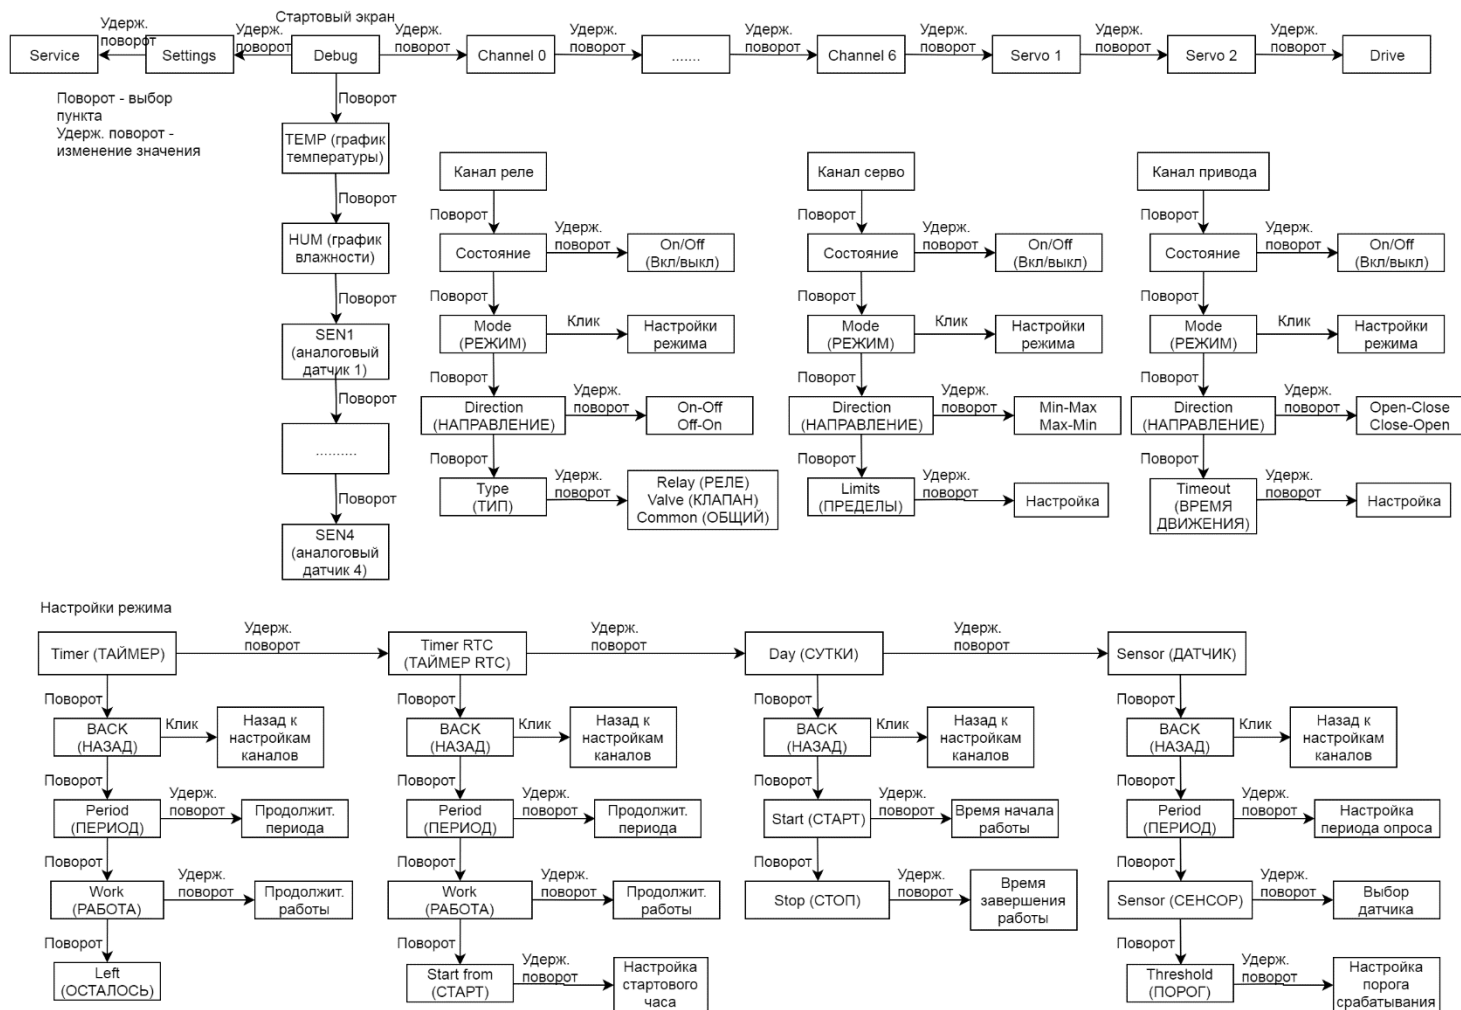 Стартовый экран
Удерж.
поворот
Удерж.
поворот
Удерж.
поворот
Удерж.
поворот
Удерж.
поворот
Удерж.
поворот
Удерж.
поворот
Удерж.
поворот
Service
Settings
Debug
Channel 0
.......
Channel 6
Servo 1
Servo 2
Drive
Поворот - выбор
пункта
Удерж. поворот -
изменение значения
Поворот
TEMP (график
температуры)
Поворот
HUM (график
влажности)
Поворот
SEN1
(аналоговый
датчик 1)
Поворот
..........
Поворот
SEN4
(аналоговый
датчик 4)
Канал реле
Поворот
Состояние
Удерж.
поворот
On/Off
(Вкл/выкл)
Поворот
Mode
(РЕЖИМ)
Клик
Настройки
режима
Поворот
Direction
(НАПРАВЛЕНИЕ)
Удерж.
поворот
On-Off
Off-On
Поворот
Type
(ТИП)
Удерж.
поворот
Relay (РЕЛЕ)
Valve (КЛАПАН)
Common (ОБЩИЙ)
Канал серво
Поворот
Состояние
Удерж.
поворот
On/Off
(Вкл/выкл)
Поворот
Mode
(РЕЖИМ)
Клик
Настройки
режима
Поворот
Direction
(НАПРАВЛЕНИЕ)
Удерж.
поворот
Min-Max
Max-Min
Поворот
Limits
(ПРЕДЕЛЫ)
Удерж.
поворот
Настройка
Канал привода
Поворот
Состояние
Удерж.
поворот
On/Off
(Вкл/выкл)
Поворот
Mode
(РЕЖИМ)
Клик
Настройки
режима
Поворот
Direction
(НАПРАВЛЕНИЕ)
Удерж.
поворот
Open-Close
Close-Open
Поворот
Timeout
(ВРЕМЯ
ДВИЖЕНИЯ)
Удерж.
поворот
Настройка
Настройки режима
Timer (ТАЙМЕР)
Удерж.
поворот
Timer RTC
(ТАЙМЕР RTC)
Удерж.
поворот
Day (СУТКИ)
Удерж.
поворот
Sensor (ДАТЧИК)
Поворот
BACK
(НАЗАД)
Клик
Назад к
настройкам
каналов
Поворот
Period
(ПЕРИОД)
Удерж.
поворот
Продолжит.
периода
Поворот
Work
(РАБОТА)
Удерж.
поворот
Продолжит.
работы
Поворот
Left
(ОСТАЛОСЬ)
Поворот
BACK
(НАЗАД)
Клик
Назад к
настройкам
каналов
Поворот
Period
(ПЕРИОД)
Удерж.
поворот
Продолжит.
периода
Поворот
Work
(РАБОТА)
Удерж.
поворот
Продолжит.
работы
Поворот
Start from
(СТАРТ)
Удерж.
поворот
Настройка
стартового
часа
Поворот
BACK
(НАЗАД)
Клик
Назад к
настройкам
каналов
Поворот
Start (СТАРТ)
Удерж.
поворот
Время начала
работы
Поворот
Stop (СТОП)
Удерж.
поворот
Время
завершения
работы
Поворот
BACK
(НАЗАД)
Клик
Назад к
настройкам
каналов
Поворот
Period
(ПЕРИОД)
Удерж.
поворот
Настройка
периода опроса
Поворот
Sensor (СЕНСОР)
Удерж.
поворот
Выбор
датчика
Поворот
Threshold
(ПОРОГ)
Удерж.
поворот
Настройка
порога
срабатывания